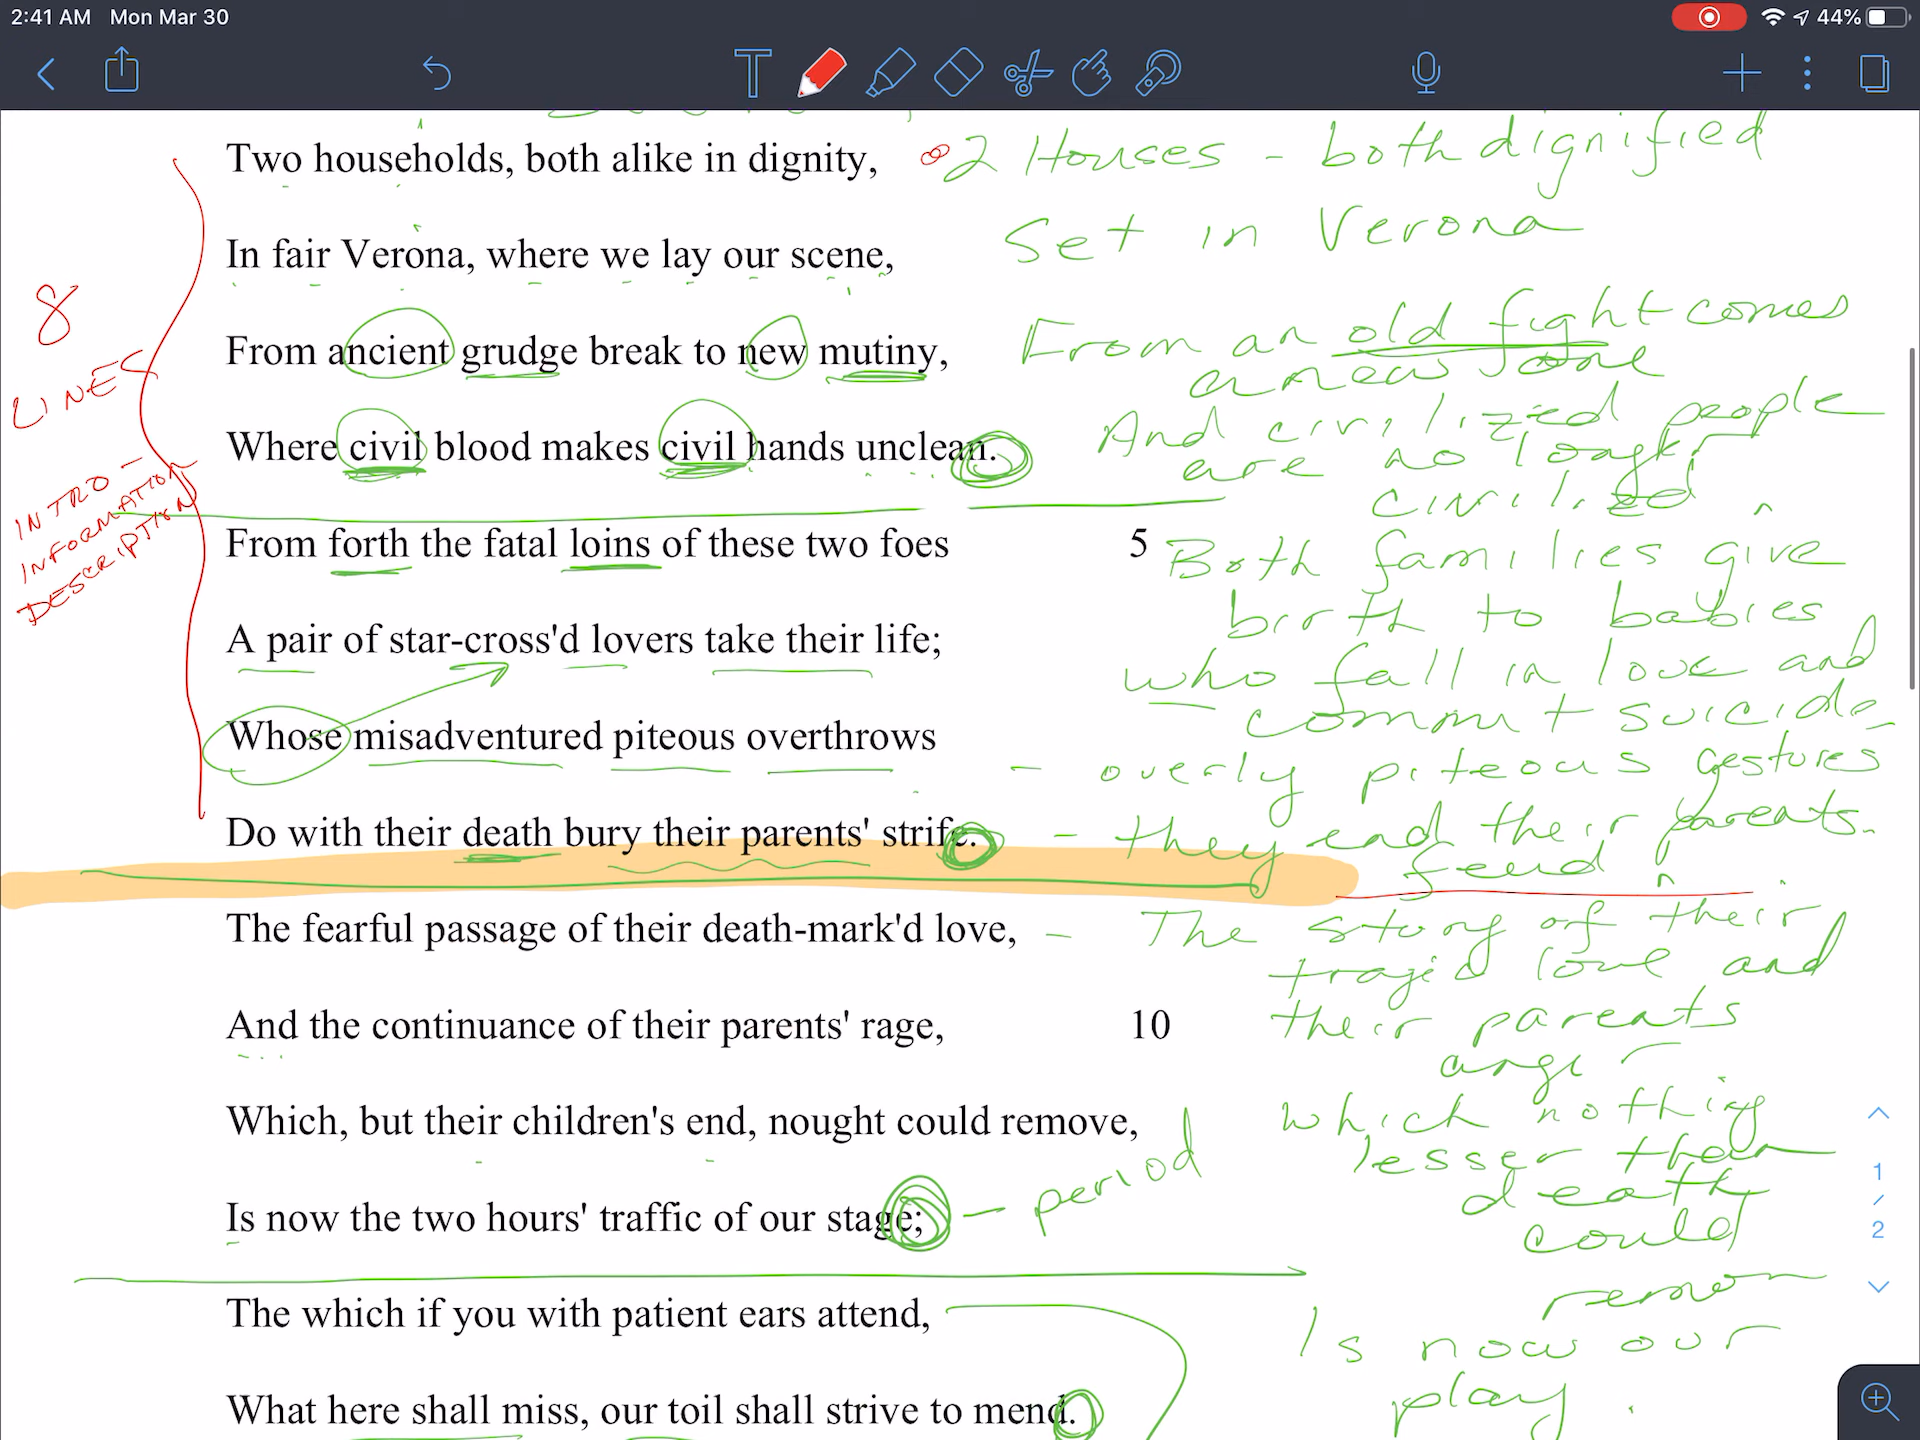 2:41 AM Mon Mar 30
44%
T
Two households, both alike in dignity,
2 Houses - both dignified
In fair Verona, where we lay our scene,
Set in Verona
From ancient grudge break to new mutiny,
From an old fight comes
a new one
Where civil blood makes civil hands unclean.
And civilized people
are no longer
civilized
8
LINES
INTRO -
INFORMATION
DESCRIPTION
From forth the fatal loins of these two foes
5
Both families give
birth to babies
A pair of star-cross'd lovers take their life;
who fall in love and
commit suicide
Whose misadventured piteous overthrows
- overly piteous gestures
Do with their death bury their parents' strife.
- they end their parents
feud
The fearful passage of their death-mark'd love,
- The story of their
tragic love and
And the continuance of their parents' rage,
10
their parents
anger
Which, but their children's end, nought could remove,
which nothing
lesser than
death
could
remov
Is now the two hours' traffic of our stage;
- period
The which if you with patient ears attend,
Is now our
play.
What here shall miss, our toil shall strive to mend.
1
/
2